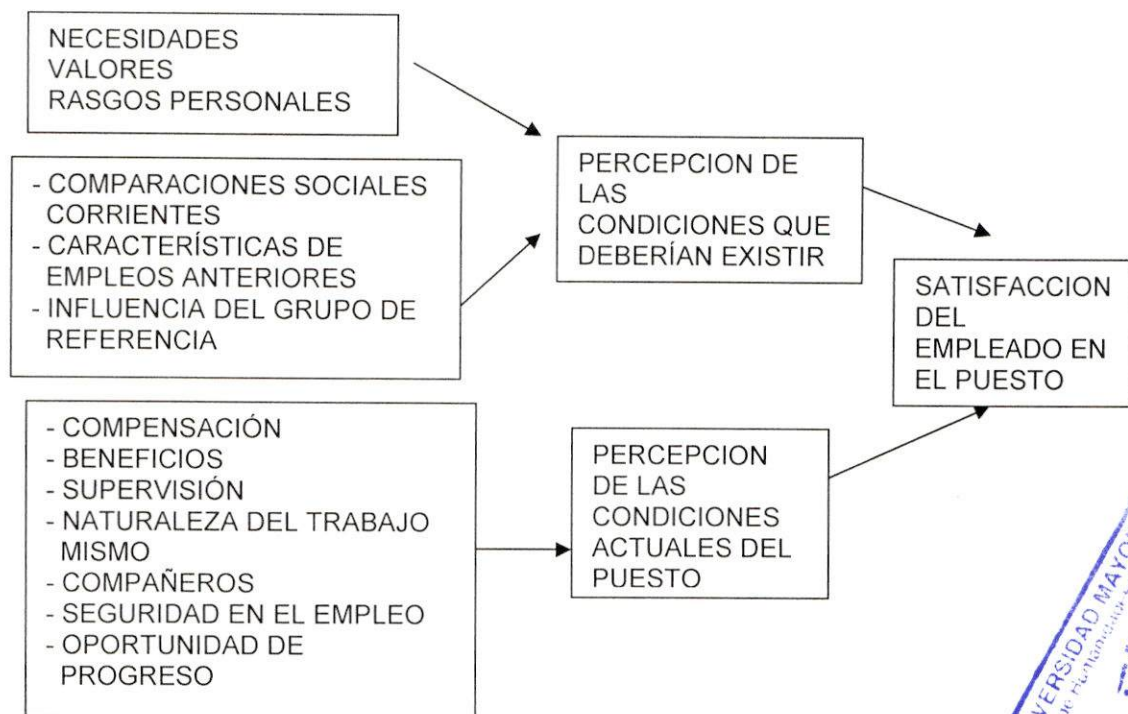 NECESIDADES
VALORES
RASGOS PERSONALES
- COMPARACIONES SOCIALES
CORRIENTES
- CARACTERÍSTICAS DE
EMPLEOS ANTERIORES
- INFLUENCIA DEL GRUPO DE
REFERENCIA
- COMPENSACIÓN
- BENEFICIOS
- SUPERVISIÓN
- NATURALEZA DEL TRABAJO
MISMO
- COMPAÑEROS
- SEGURIDAD EN EL EMPLEO
- OPORTUNIDAD DE
PROGRESO
PERCEPCION DE
LAS
CONDICIONES QUE
DEBERÍAN EXISTIR
PERCEPCION
DE LAS
CONDICIONES
ACTUALES DEL
PUESTO
SATISFACCION
DEL
EMPLEADO EN
EL PUESTO
VERSIDAD MAYO